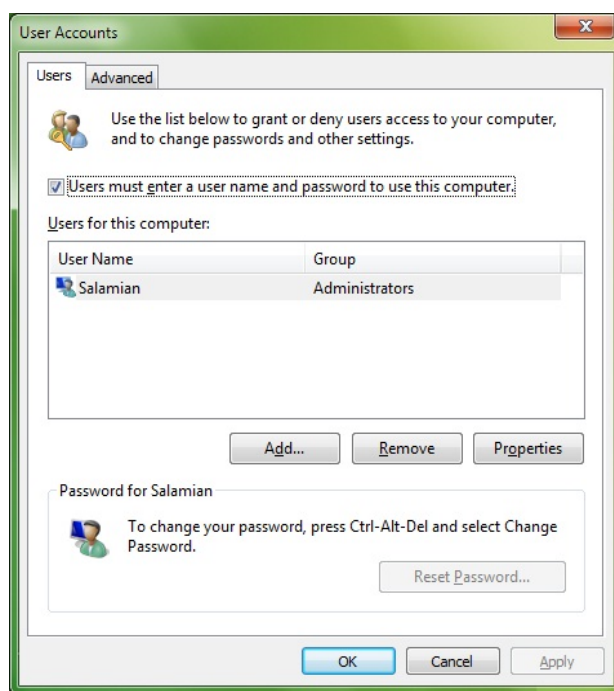 User Accounts
Users Advanced
Use the list below to grant or deny users access to your computer,
and to change passwords and other settings.
Users must enter a user name and password to use this computer.
Users for this computer:
User Name Group
Salamian Administrators
Add... Remove Properties
Password for Salamian
To change your password, press Ctrl-Alt-Del and select Change
Password.
Reset Password...
OK Cancel Apply